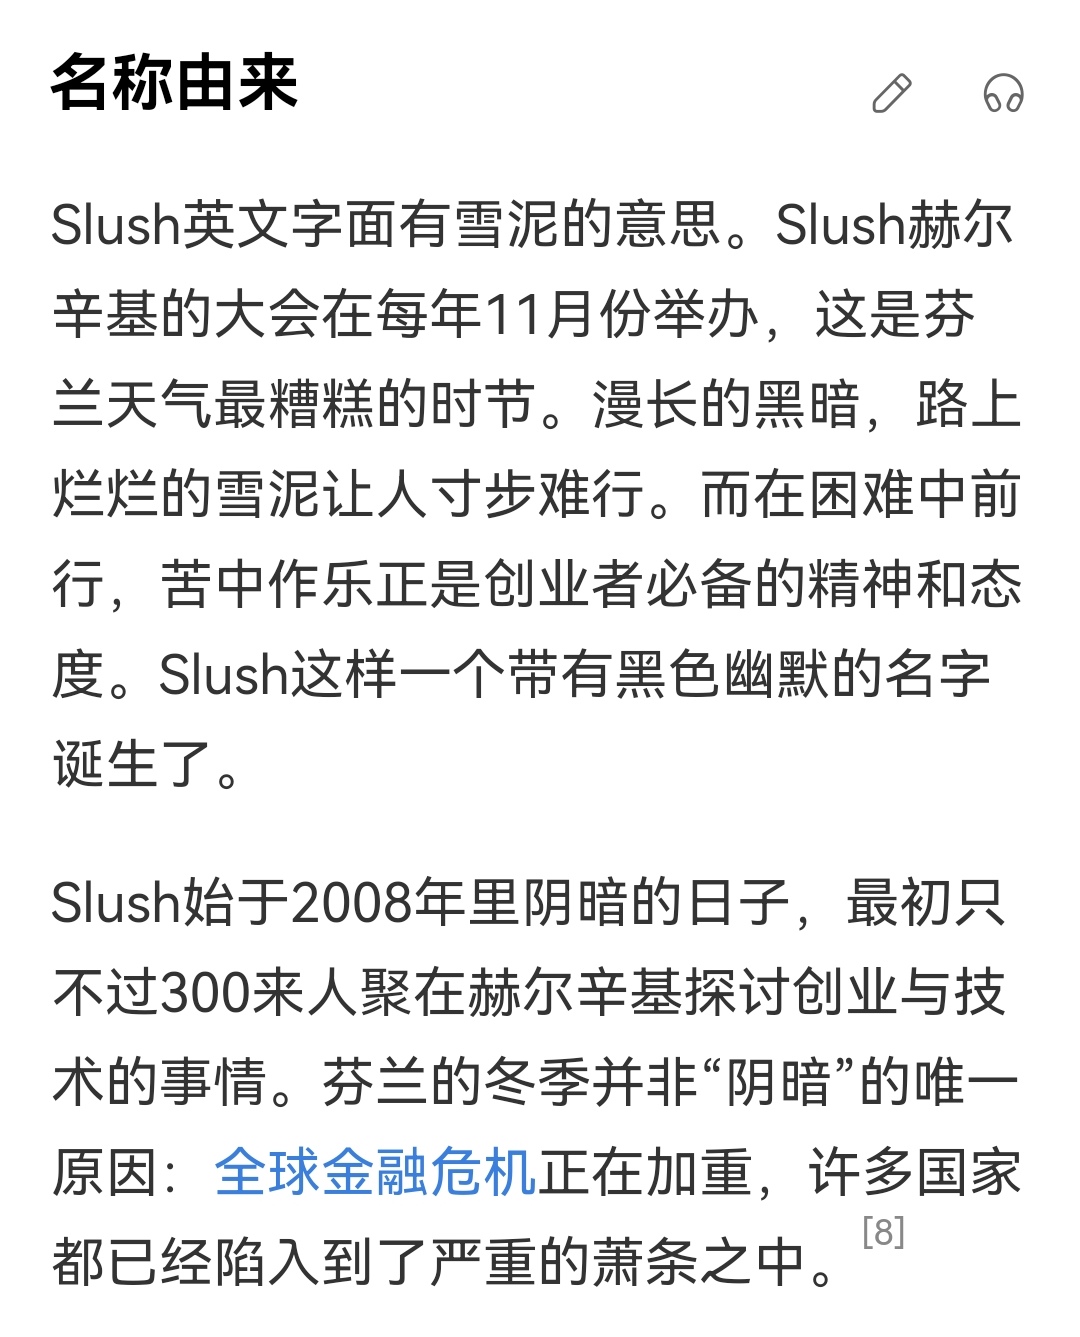 名称由来
Slush英文字面有雪泥的意思。Slush赫尔
辛基的大会在每年11月份举办，这是芬
兰天气最糟糕的时节。漫长的黑暗，路上
烂烂的雪泥让人寸步难行。而在困难中前
行，苦中作乐正是创业者必备的精神和态
度。Slush这样一个带有黑色幽默的名字
诞生了。
Slush始于2008年里阴暗的日子，最初只
不过300来人聚在赫尔辛基探讨创业与技
术的事情。芬兰的冬季并非“阴暗”的唯一
原因：全球金融危机正在加重，许多国家
都已经陷入到了严重的萧条之中。[8]